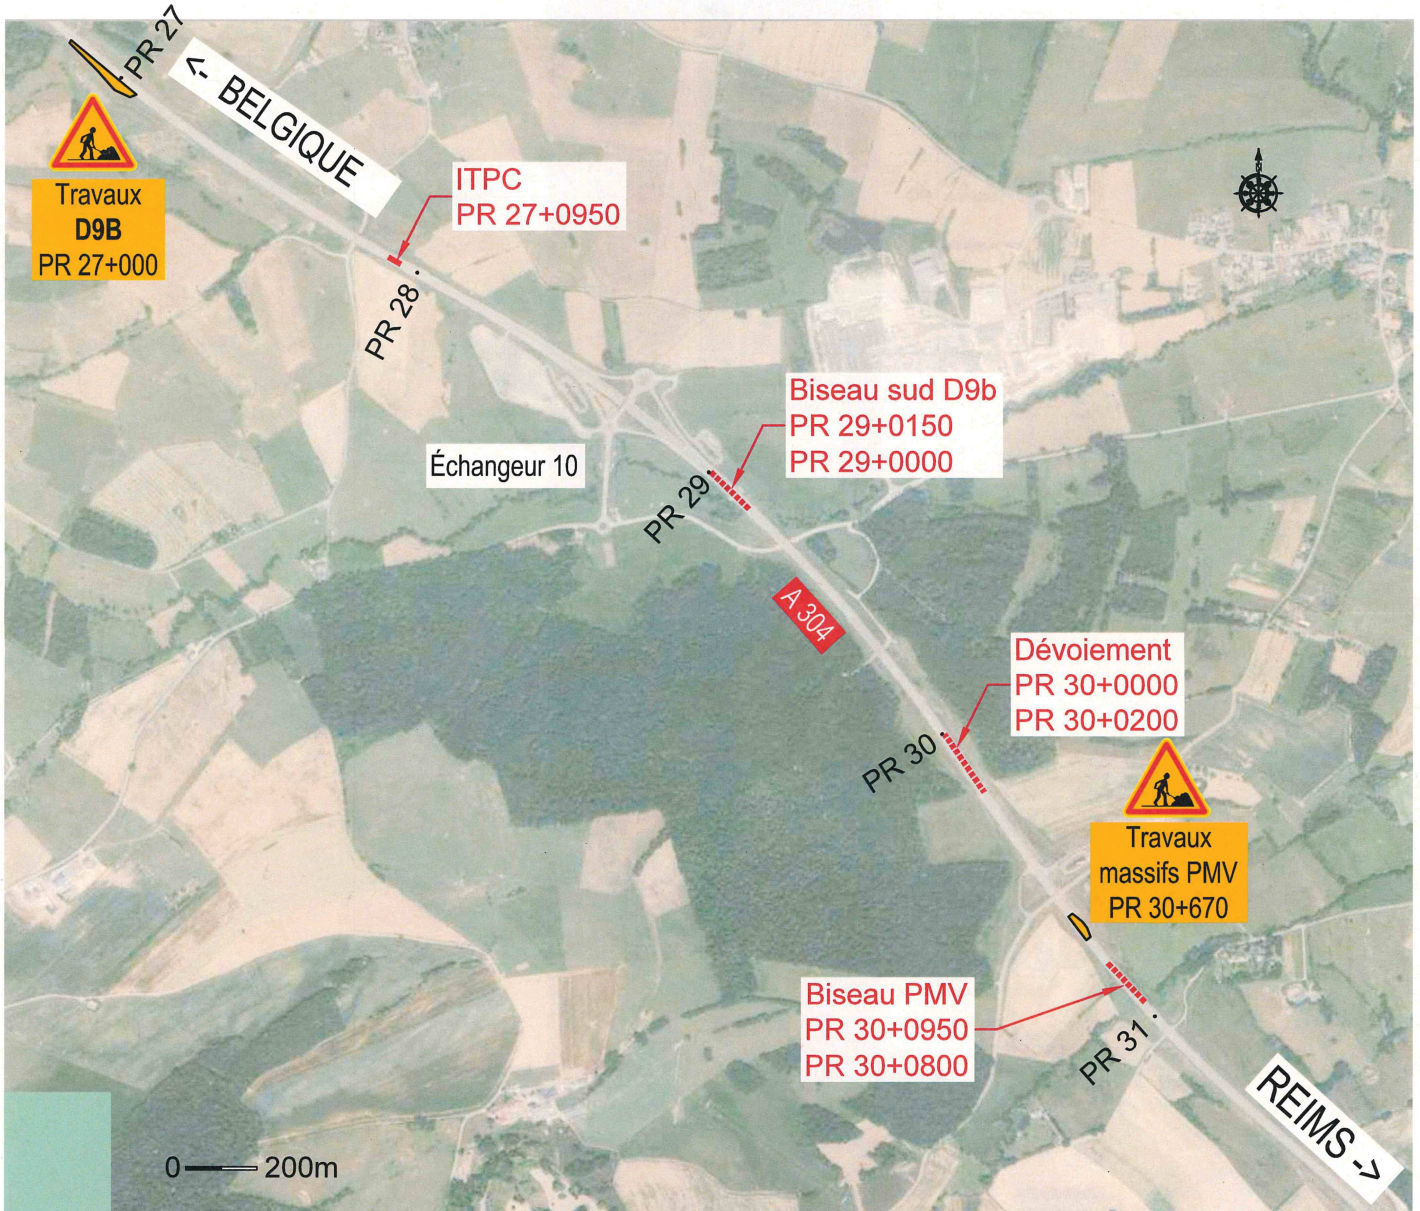 PR 27
<- BELGIQUE
Travaux
D9B
PR 27+000
ITPC
PR 27+0950
N
PR 28
Biseau sud D9b
PR 29+0150
PR 29+0000
Échangeur 10
PR 29
A 304
Dévoiement
PR 30+0000
PR 30+0200
PR 30
Travaux
massifs PMV
PR 30+670
Biseau PMV
PR 30+0950
PR 30+0800
PR 31
REIMS ->
0 200m